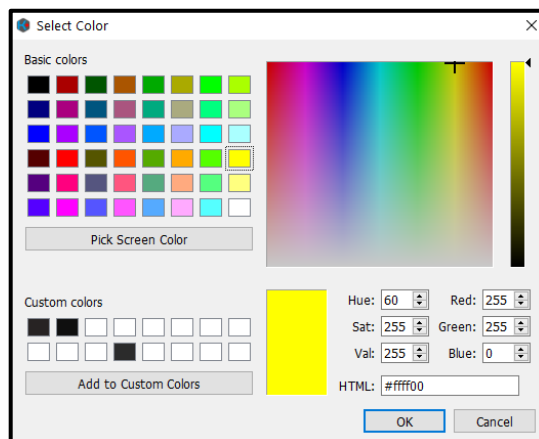 Select Color
Basic colors
Pick Screen Color
Custom colors
Add to Custom Colors
Hue: 60 Red: 255
Sat: 255 Green: 255
Val: 255 Blue: 0
HTML: #ffff00
OK Cancel